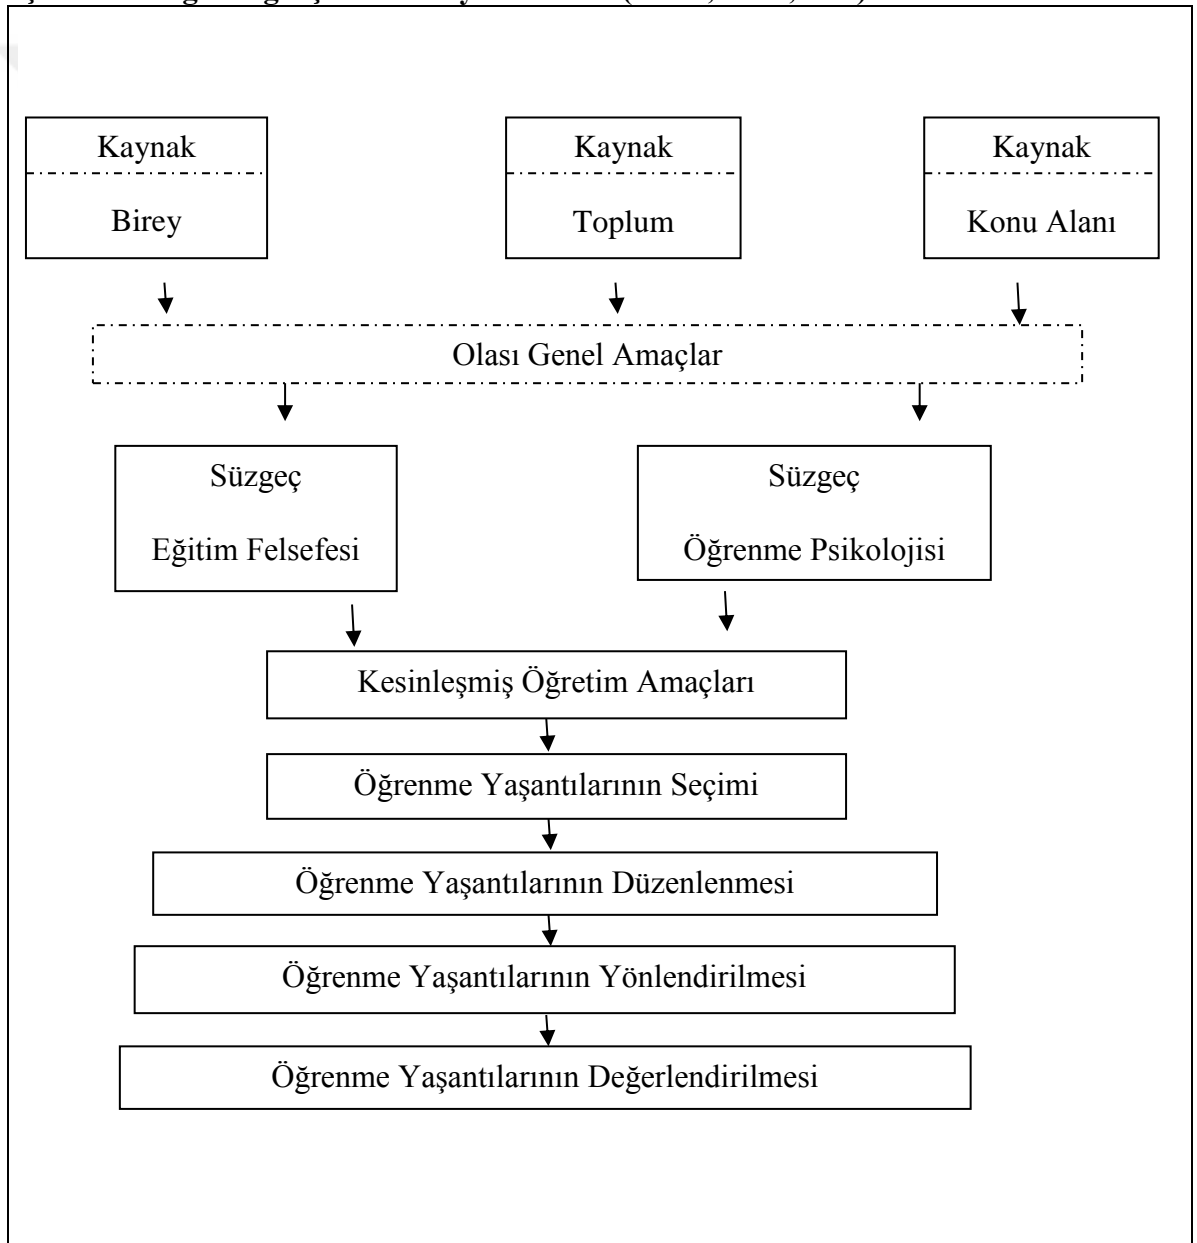 Kaynak
Birey
Kaynak
Toplum
Kaynak
Konu Alanı
Olası Genel Amaçlar
Süzgeç
Eğitim Felsefesi
Süzgeç
Öğrenme Psikolojisi
Kesinleşmiş Öğretim Amaçları
Öğrenme Yaşantılarının Seçimi
Öğrenme Yaşantılarının Düzenlenmesi
Öğrenme Yaşantılarının Yönlendirilmesi
Öğrenme Yaşantılarının Değerlendirilmesi